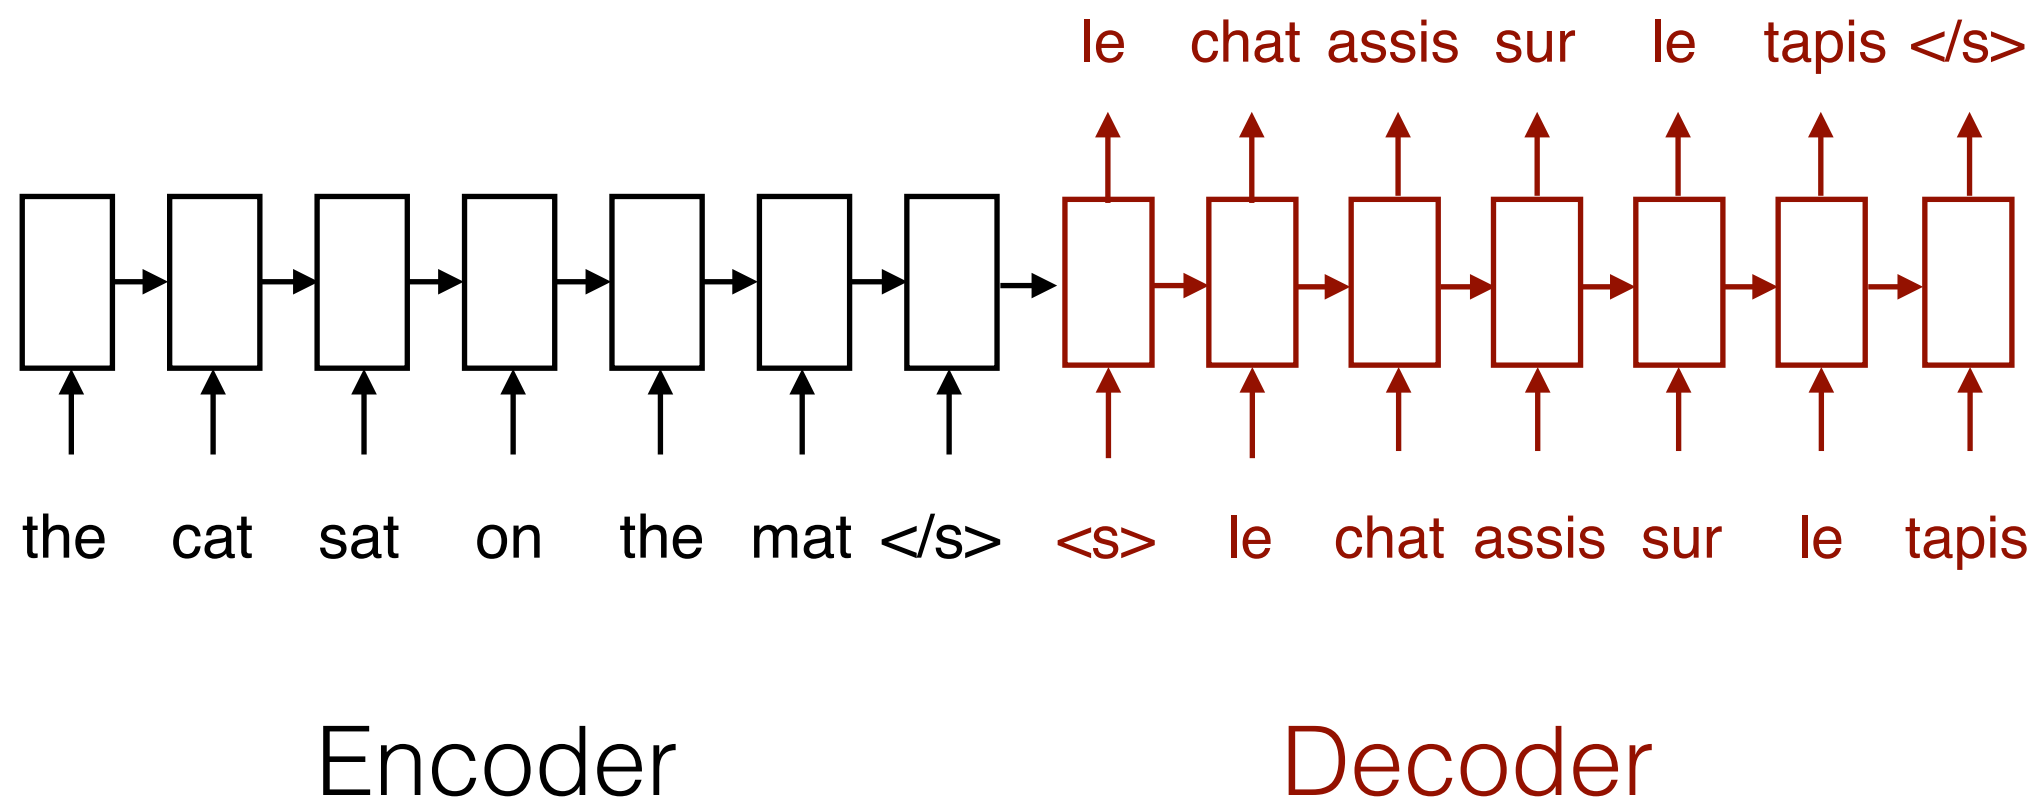 le chat assis sur le tapis </s>
the cat sat on the mat </s> <s> le chat assis sur le tapis
Encoder Decoder